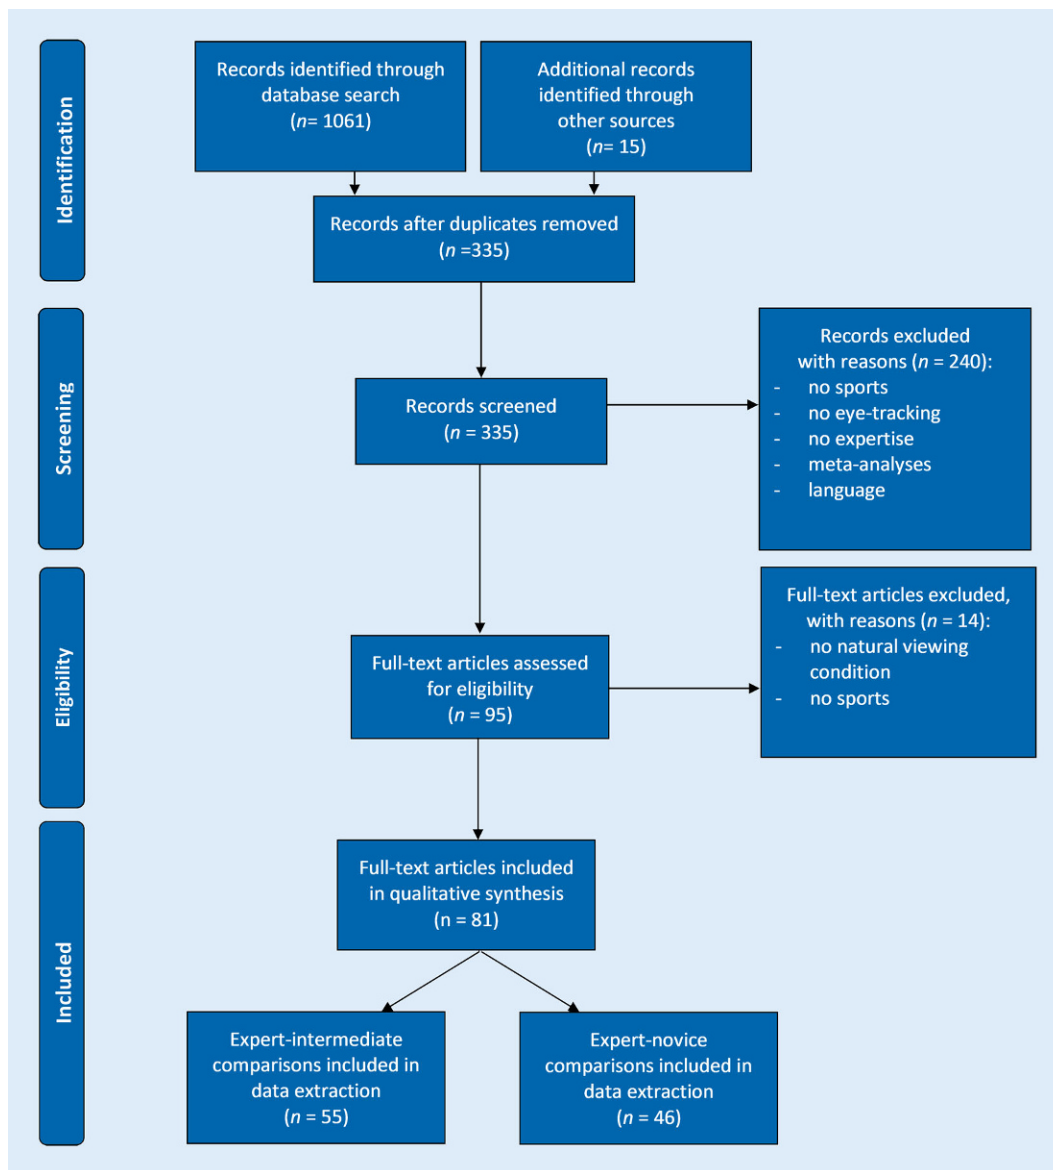 Identification
Records identified through
database search
(n= 1061)
Additional records
identified through
other sources
(n= 15)
Records after duplicates removed
(n =335)
Screening
Records screened
(n = 335)
Records excluded
with reasons (n = 240):
- no sports
- no eye-tracking
- no expertise
- meta-analyses
- language
Eligibility
Full-text articles assessed
for eligibility
(n = 95)
Full-text articles excluded,
with reasons (n = 14):
- no natural viewing
condition
- no sports
Included
Full-text articles included
in qualitative synthesis
(n = 81)
Expert-intermediate
comparisons included in
data extraction
(n = 55)
Expert-novice
comparisons included in
data extraction
(n = 46)